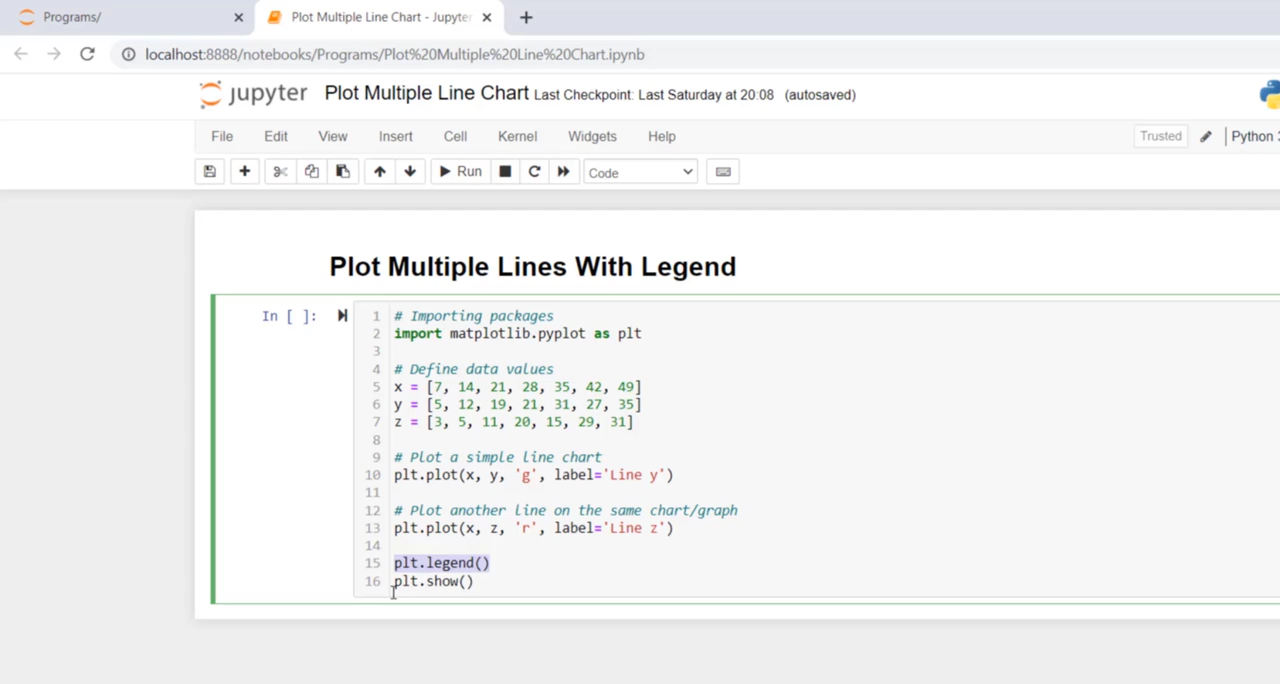 Programs/
Plot Multiple Line Chart - Jupyter
localhost:8888/notebooks/Programs/Plot%20Multiple%20Line%20Chart.ipynb
jupyter Plot Multiple Line Chart Last Checkpoint: Last Saturday at 20:08 (autosaved)
File Edit View Insert Cell Kernel Widgets Help Trusted Python 3
Run Code
Plot Multiple Lines With Legend
In [ ]:
1 # Importing packages
2 import matplotlib.pyplot as plt
3
4 # Define data values
5 x = [7, 14, 21, 28, 35, 42, 49]
6 y = [5, 12, 19, 21, 31, 27, 35]
7 z = [3, 5, 11, 20, 15, 29, 31]
8
9 # Plot a simple line chart
10 plt.plot(x, y, 'g', label='Line y')
11
12 # Plot another line on the same chart/graph
13 plt.plot(x, z, 'r', label='Line z')
14
15 plt.legend()
16 plt.show()